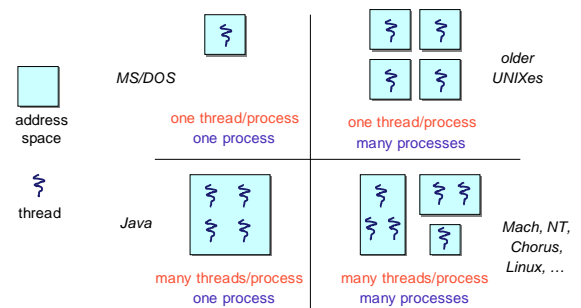 MS/DOS
older
UNIXes
address
space
one thread/process
one process
one thread/process
many processes
thread
Java
Mach, NT,
Chorus,
Linux, …
many threads/process
one process
many threads/process
many processes